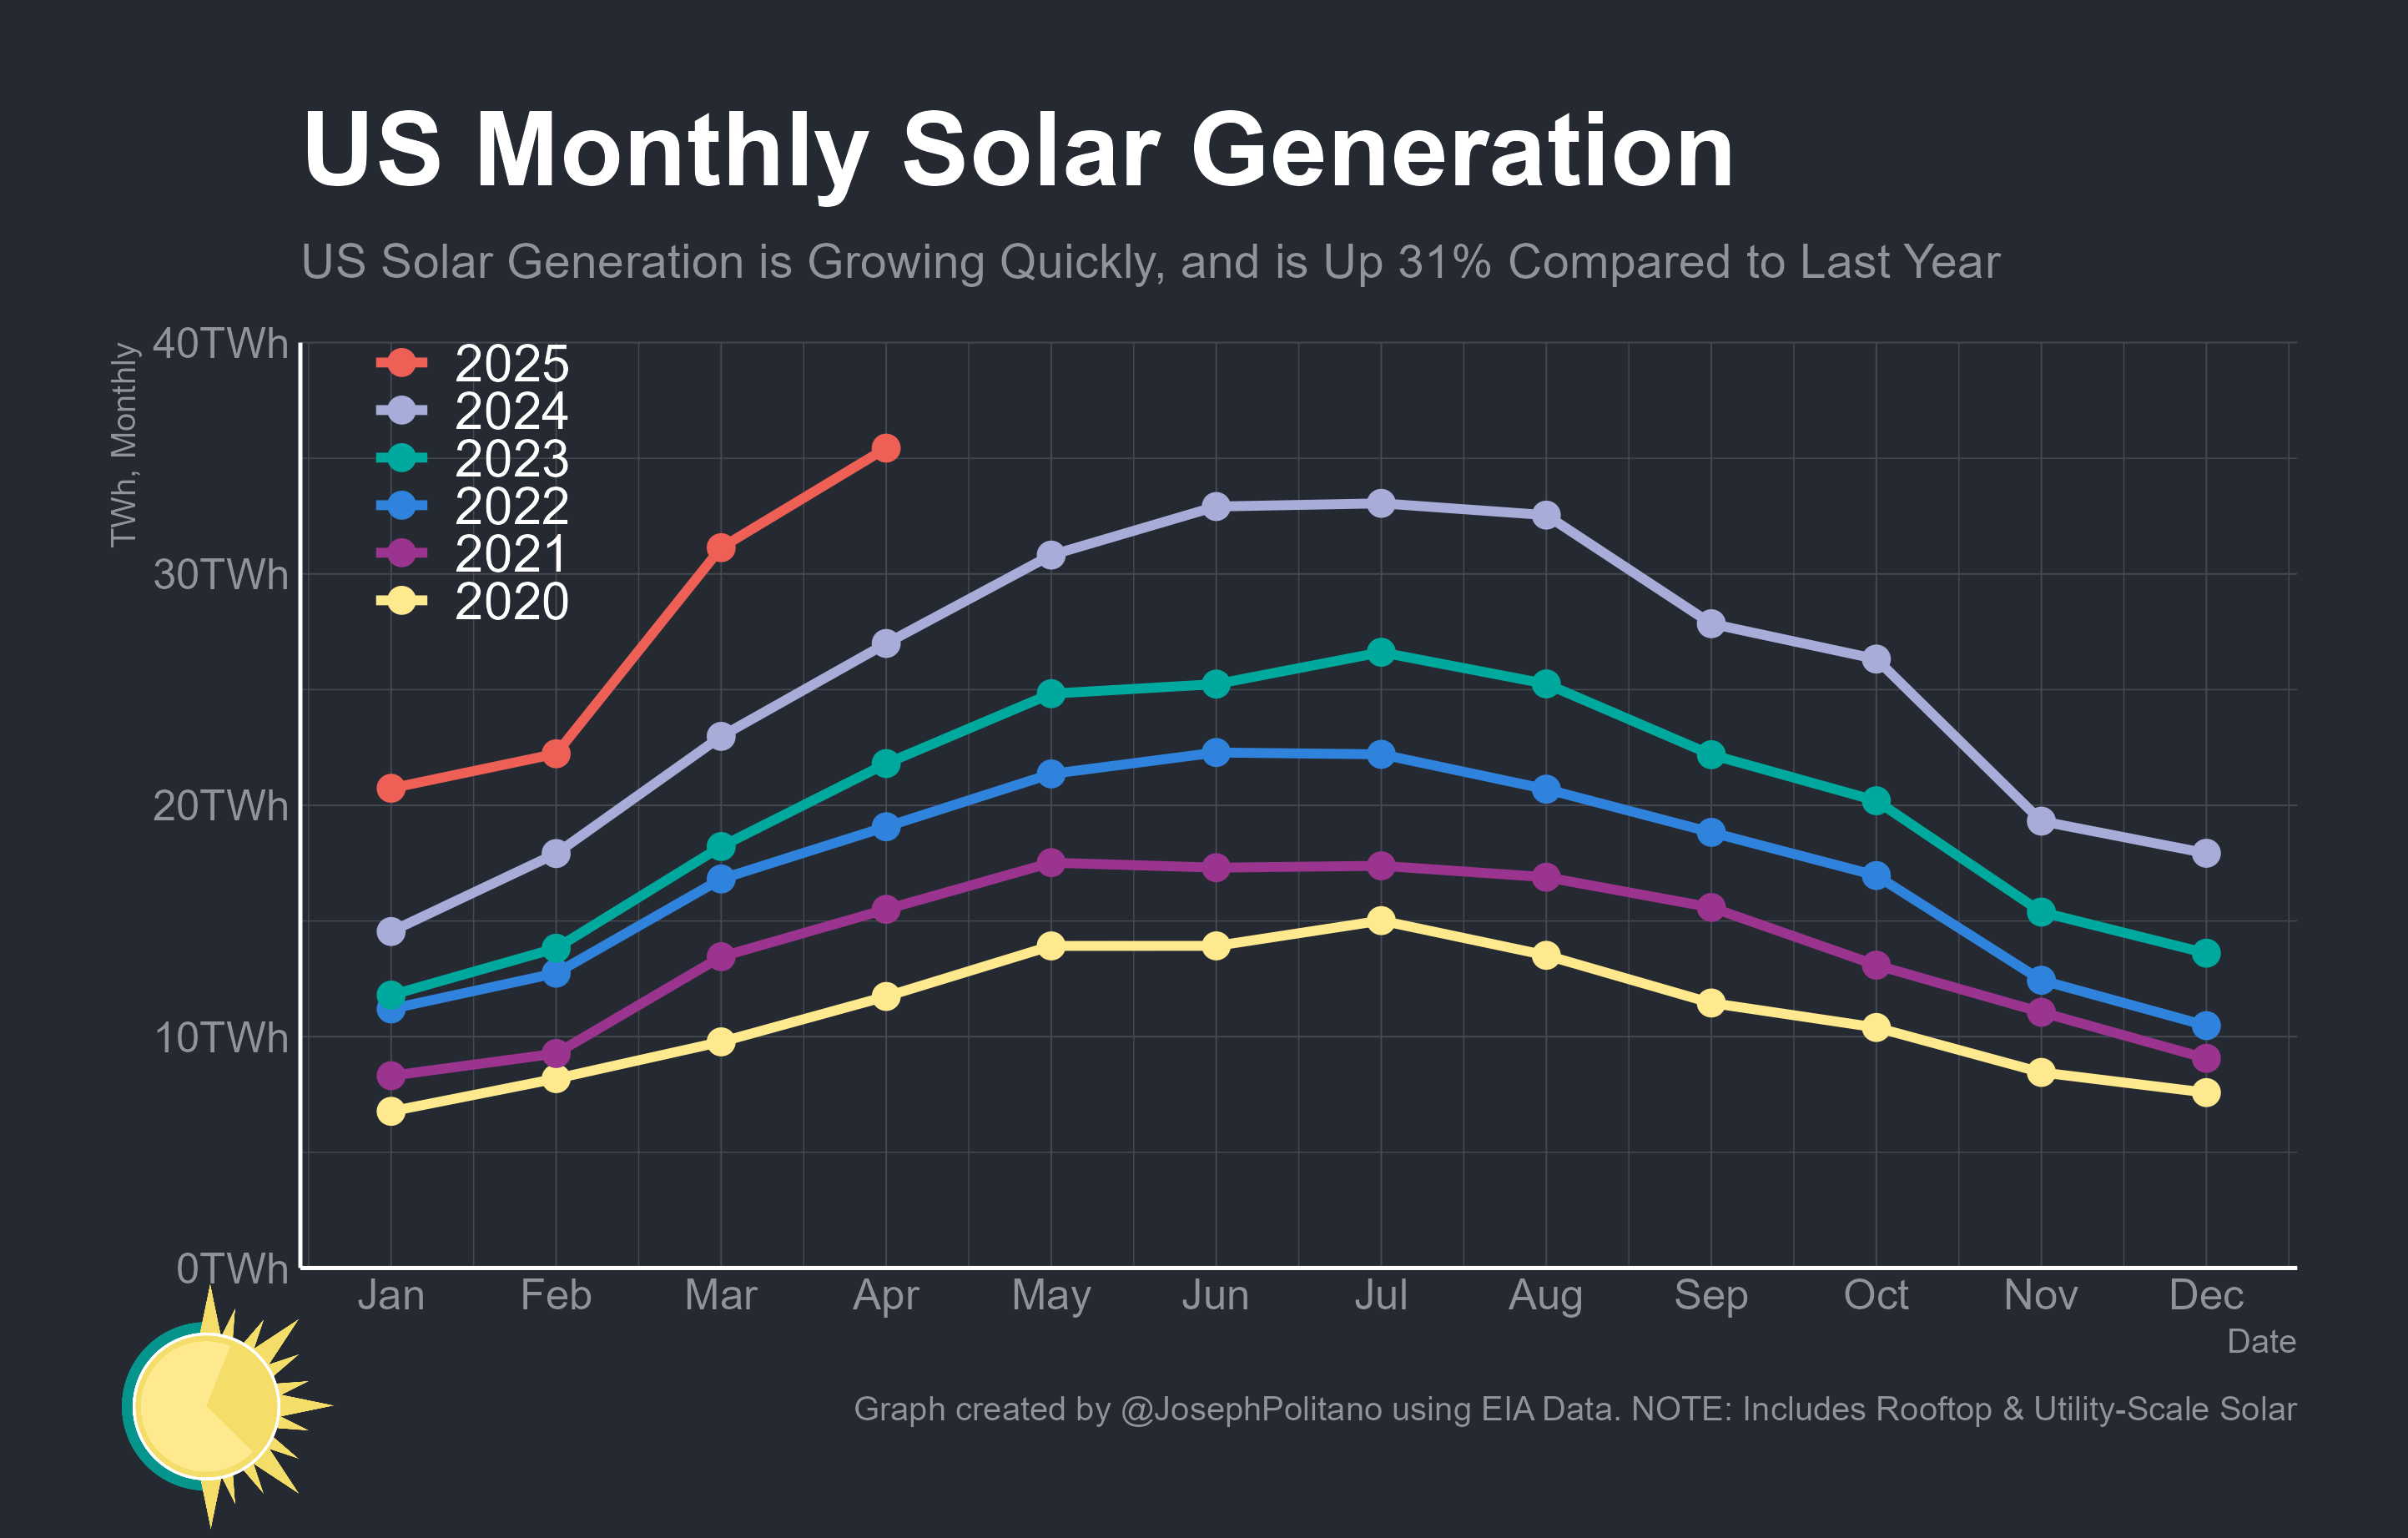 US Monthly Solar Generation
US Solar Generation is Growing Quickly, and is Up 31% Compared to Last Year
TWh, Monthly
40TWh
30TWh
20TWh
10TWh
0TWh
2025
2024
2023
2022
2021
2020
Jan Feb Mar Apr May Jun Jul Aug Sep Oct Nov Dec
Date
Graph created by @JosephPolitano using EIA Data. NOTE: Includes Rooftop & Utility-Scale Solar